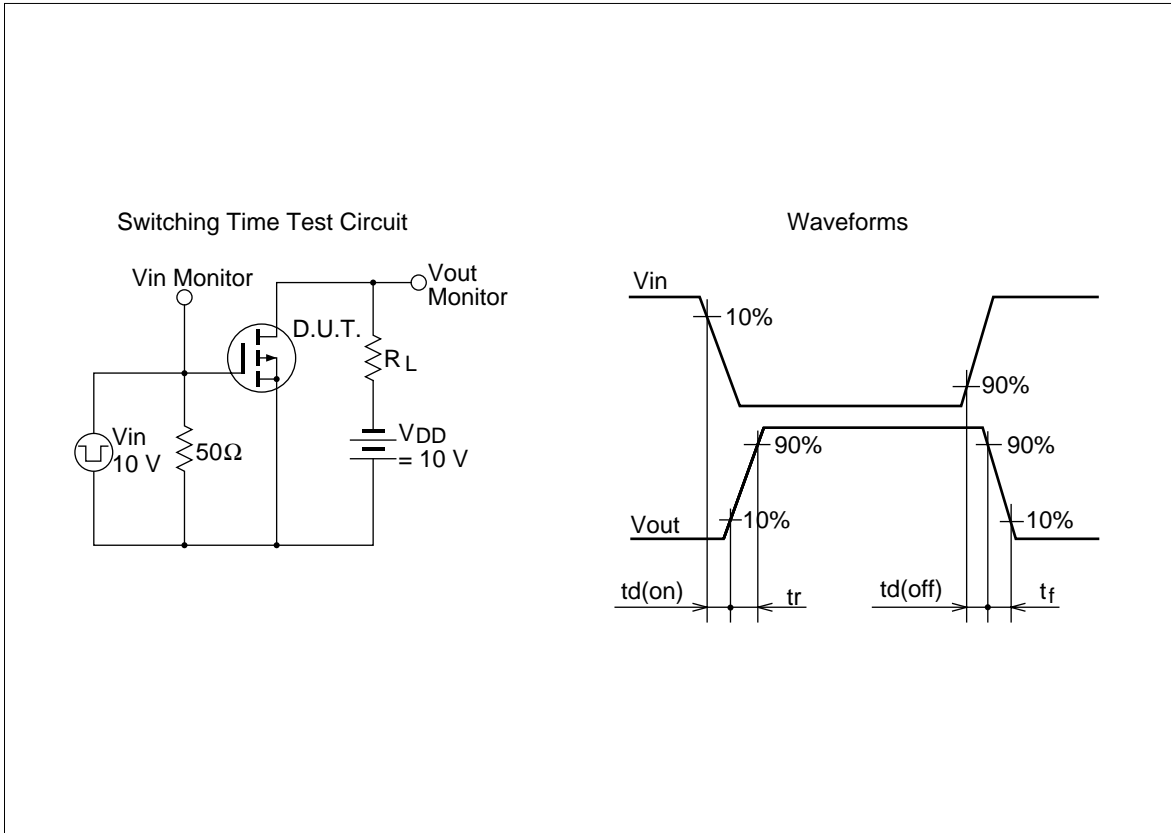 Switching Time Test Circuit
Vin Monitor
Vout
Monitor
D.U.T.
RL
Vin
10 V
50Ω
VDD
= 10 V
Waveforms
Vin
10%
90%
90%
90%
Vout
10%
10%
td(on)
tr
td(off)
tf